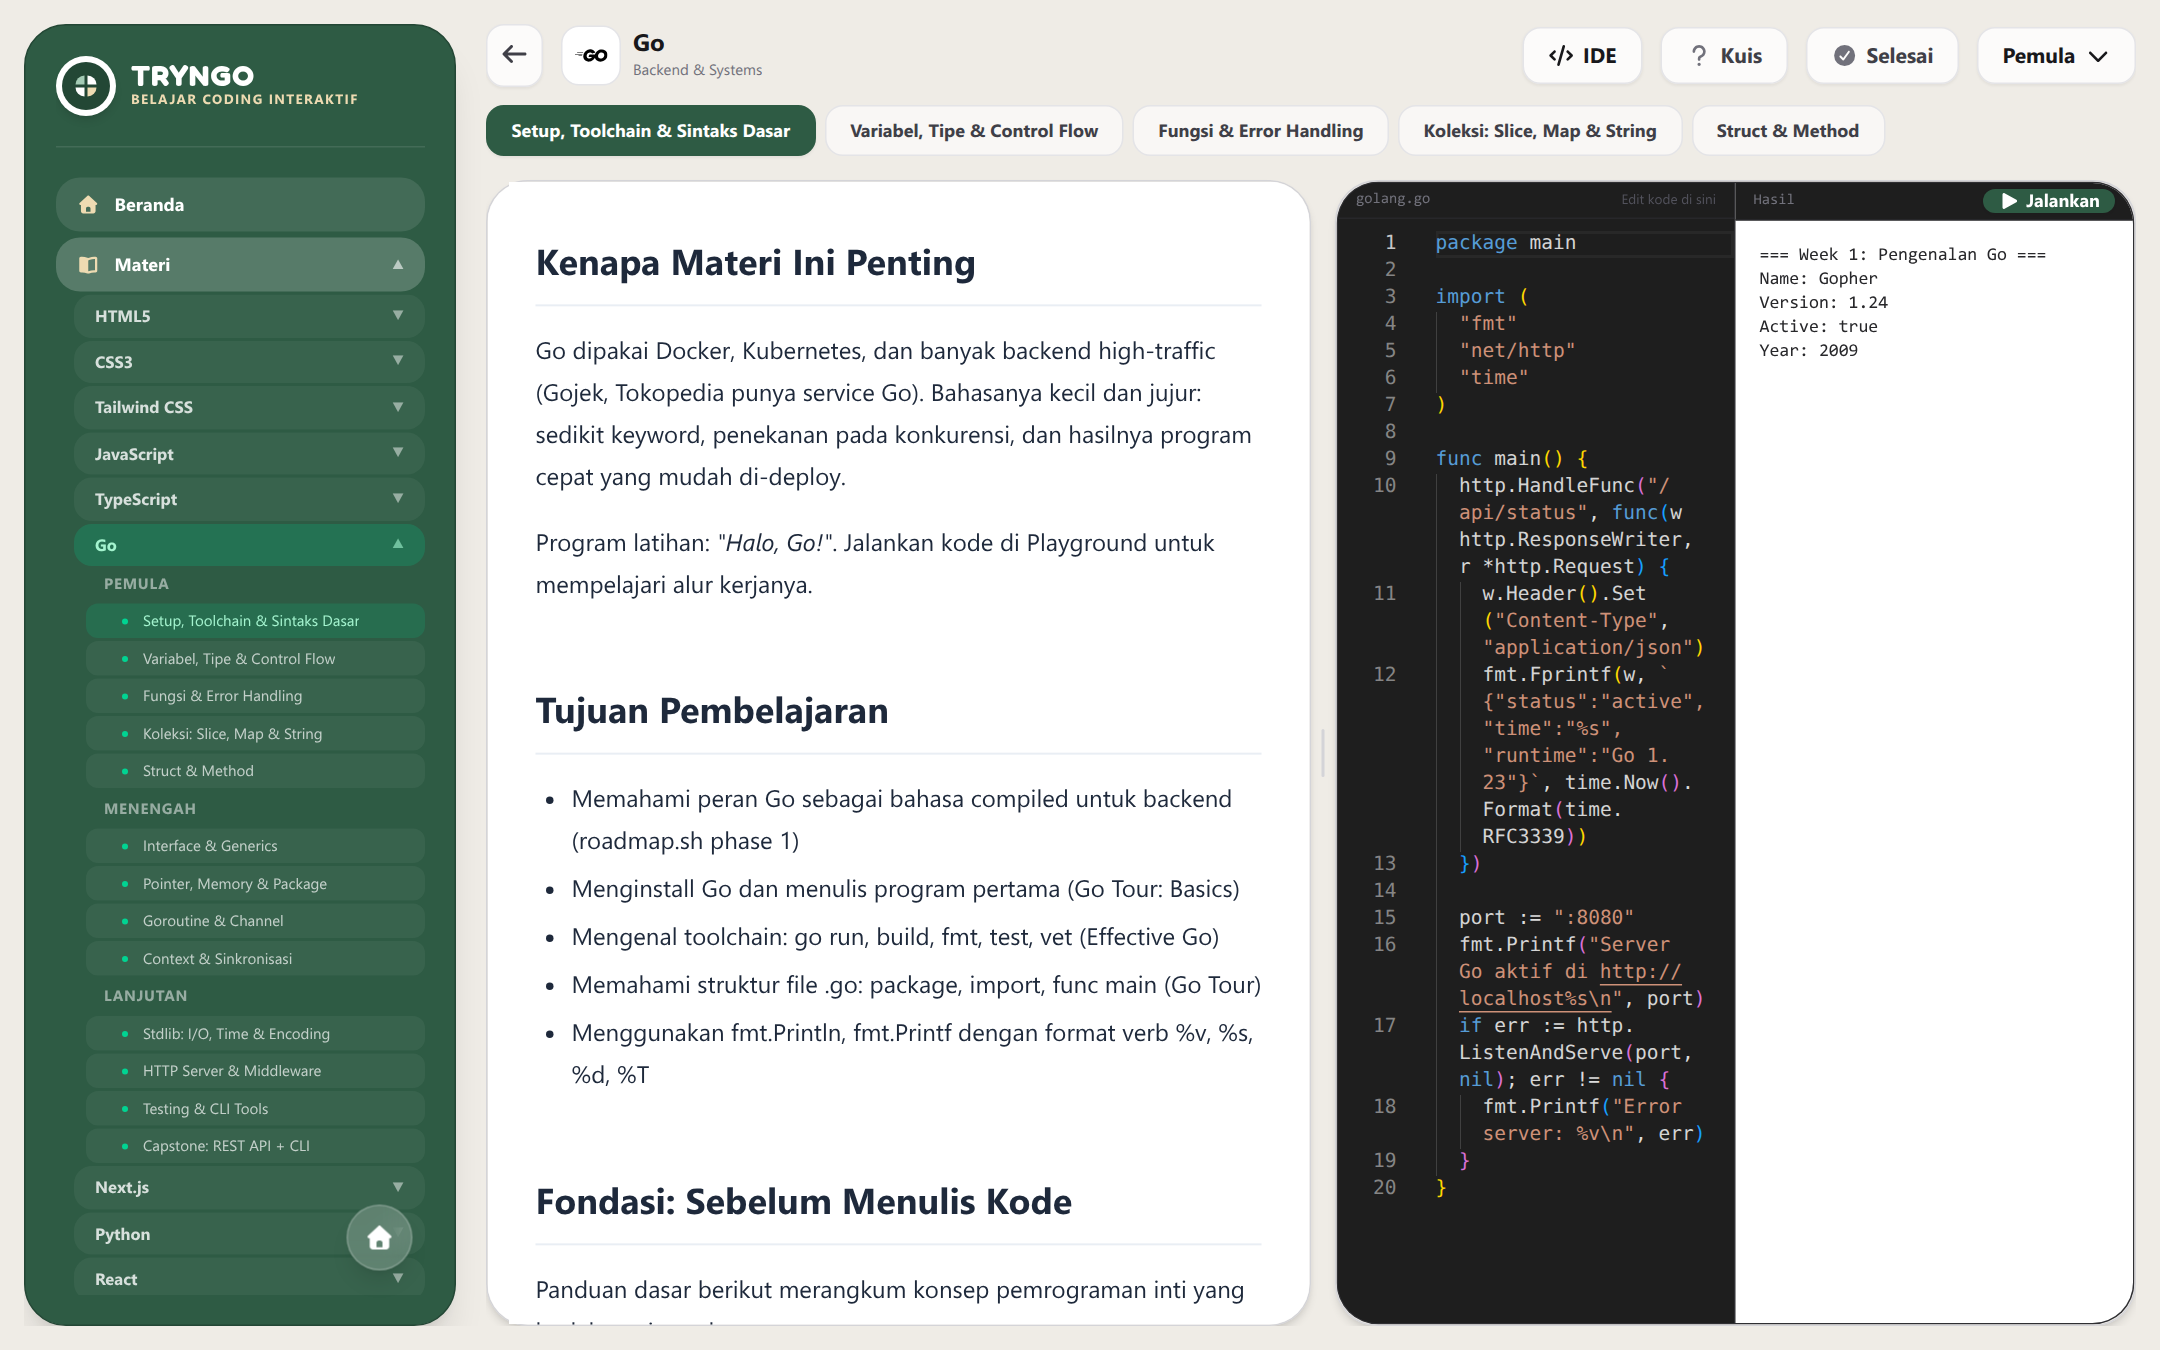 TRYNGO
BELAJAR CODING INTERAKTIF
Beranda
Materi
HTML5
CSS3
Tailwind CSS
JavaScript
TypeScript
Go
PEMULA
Setup, Toolchain & Sintaks Dasar
Variabel, Tipe & Control Flow
Fungsi & Error Handling
Koleksi: Slice, Map & String
Struct & Method
MENENGAH
Interface & Generics
Pointer, Memory & Package
Goroutine & Channel
Context & Sinkronisasi
LANJUTAN
Stdlib: I/O, Time & Encoding
HTTP Server & Middleware
Testing & CLI Tools
Capstone: REST API + CLI
Next.js
Python
React
GO
Go
Backend & Systems
</> IDE
? Kuis
Selesai
Pemula
Setup, Toolchain & Sintaks Dasar
Variabel, Tipe & Control Flow
Fungsi & Error Handling
Koleksi: Slice, Map & String
Struct & Method
Kenapa Materi Ini Penting
Go dipakai Docker, Kubernetes, dan banyak backend high-traffic
(Gojek, Tokopedia punya service Go). Bahasanya kecil dan jujur:
sedikit keyword, penekanan pada konkurensi, dan hasilnya program
cepat yang mudah di-deploy.
Program latihan: "Halo, Go!". Jalankan kode di Playground untuk
mempelajari alur kerjanya.
Tujuan Pembelajaran
• Memahami peran Go sebagai bahasa compiled untuk backend
(roadmap.sh phase 1)
• Menginstall Go dan menulis program pertama (Go Tour: Basics)
• Mengenal toolchain: go run, build, fmt, test, vet (Effective Go)
• Memahami struktur file .go: package, import, func main (Go Tour)
• Menggunakan fmt.Println, fmt.Printf dengan format verb %v, %s,
%d, %T
Fondasi: Sebelum Menulis Kode
Panduan dasar berikut merangkum konsep pemrograman inti yang
golang.go
Edit kode di sini
1 package main
2
3 import (
4 "fmt"
5 "net/http"
6 "time"
7 )
8
9 func main() {
10 http.HandleFunc("/
api/status", func(w
http.ResponseWriter,
r *http.Request) {
11 w.Header().Set
("Content-Type",
"application/json")
12 fmt.Fprintf(w, `
{"status":"active",
"time":"%s",
"runtime":"Go 1.
23"}`, time.Now().
Format(time.
RFC3339))
13 })
14
15 port := ":8080"
16 fmt.Printf("Server
Go aktif di http://
localhost%s\n", port)
17 if err := http.
ListenAndServe(port,
nil); err != nil {
18 fmt.Printf("Error
server: %v\n", err)
19 }
20 }
Hasil
Jalankan
=== Week 1: Pengenalan Go ===
Name: Gopher
Version: 1.24
Active: true
Year: 2009